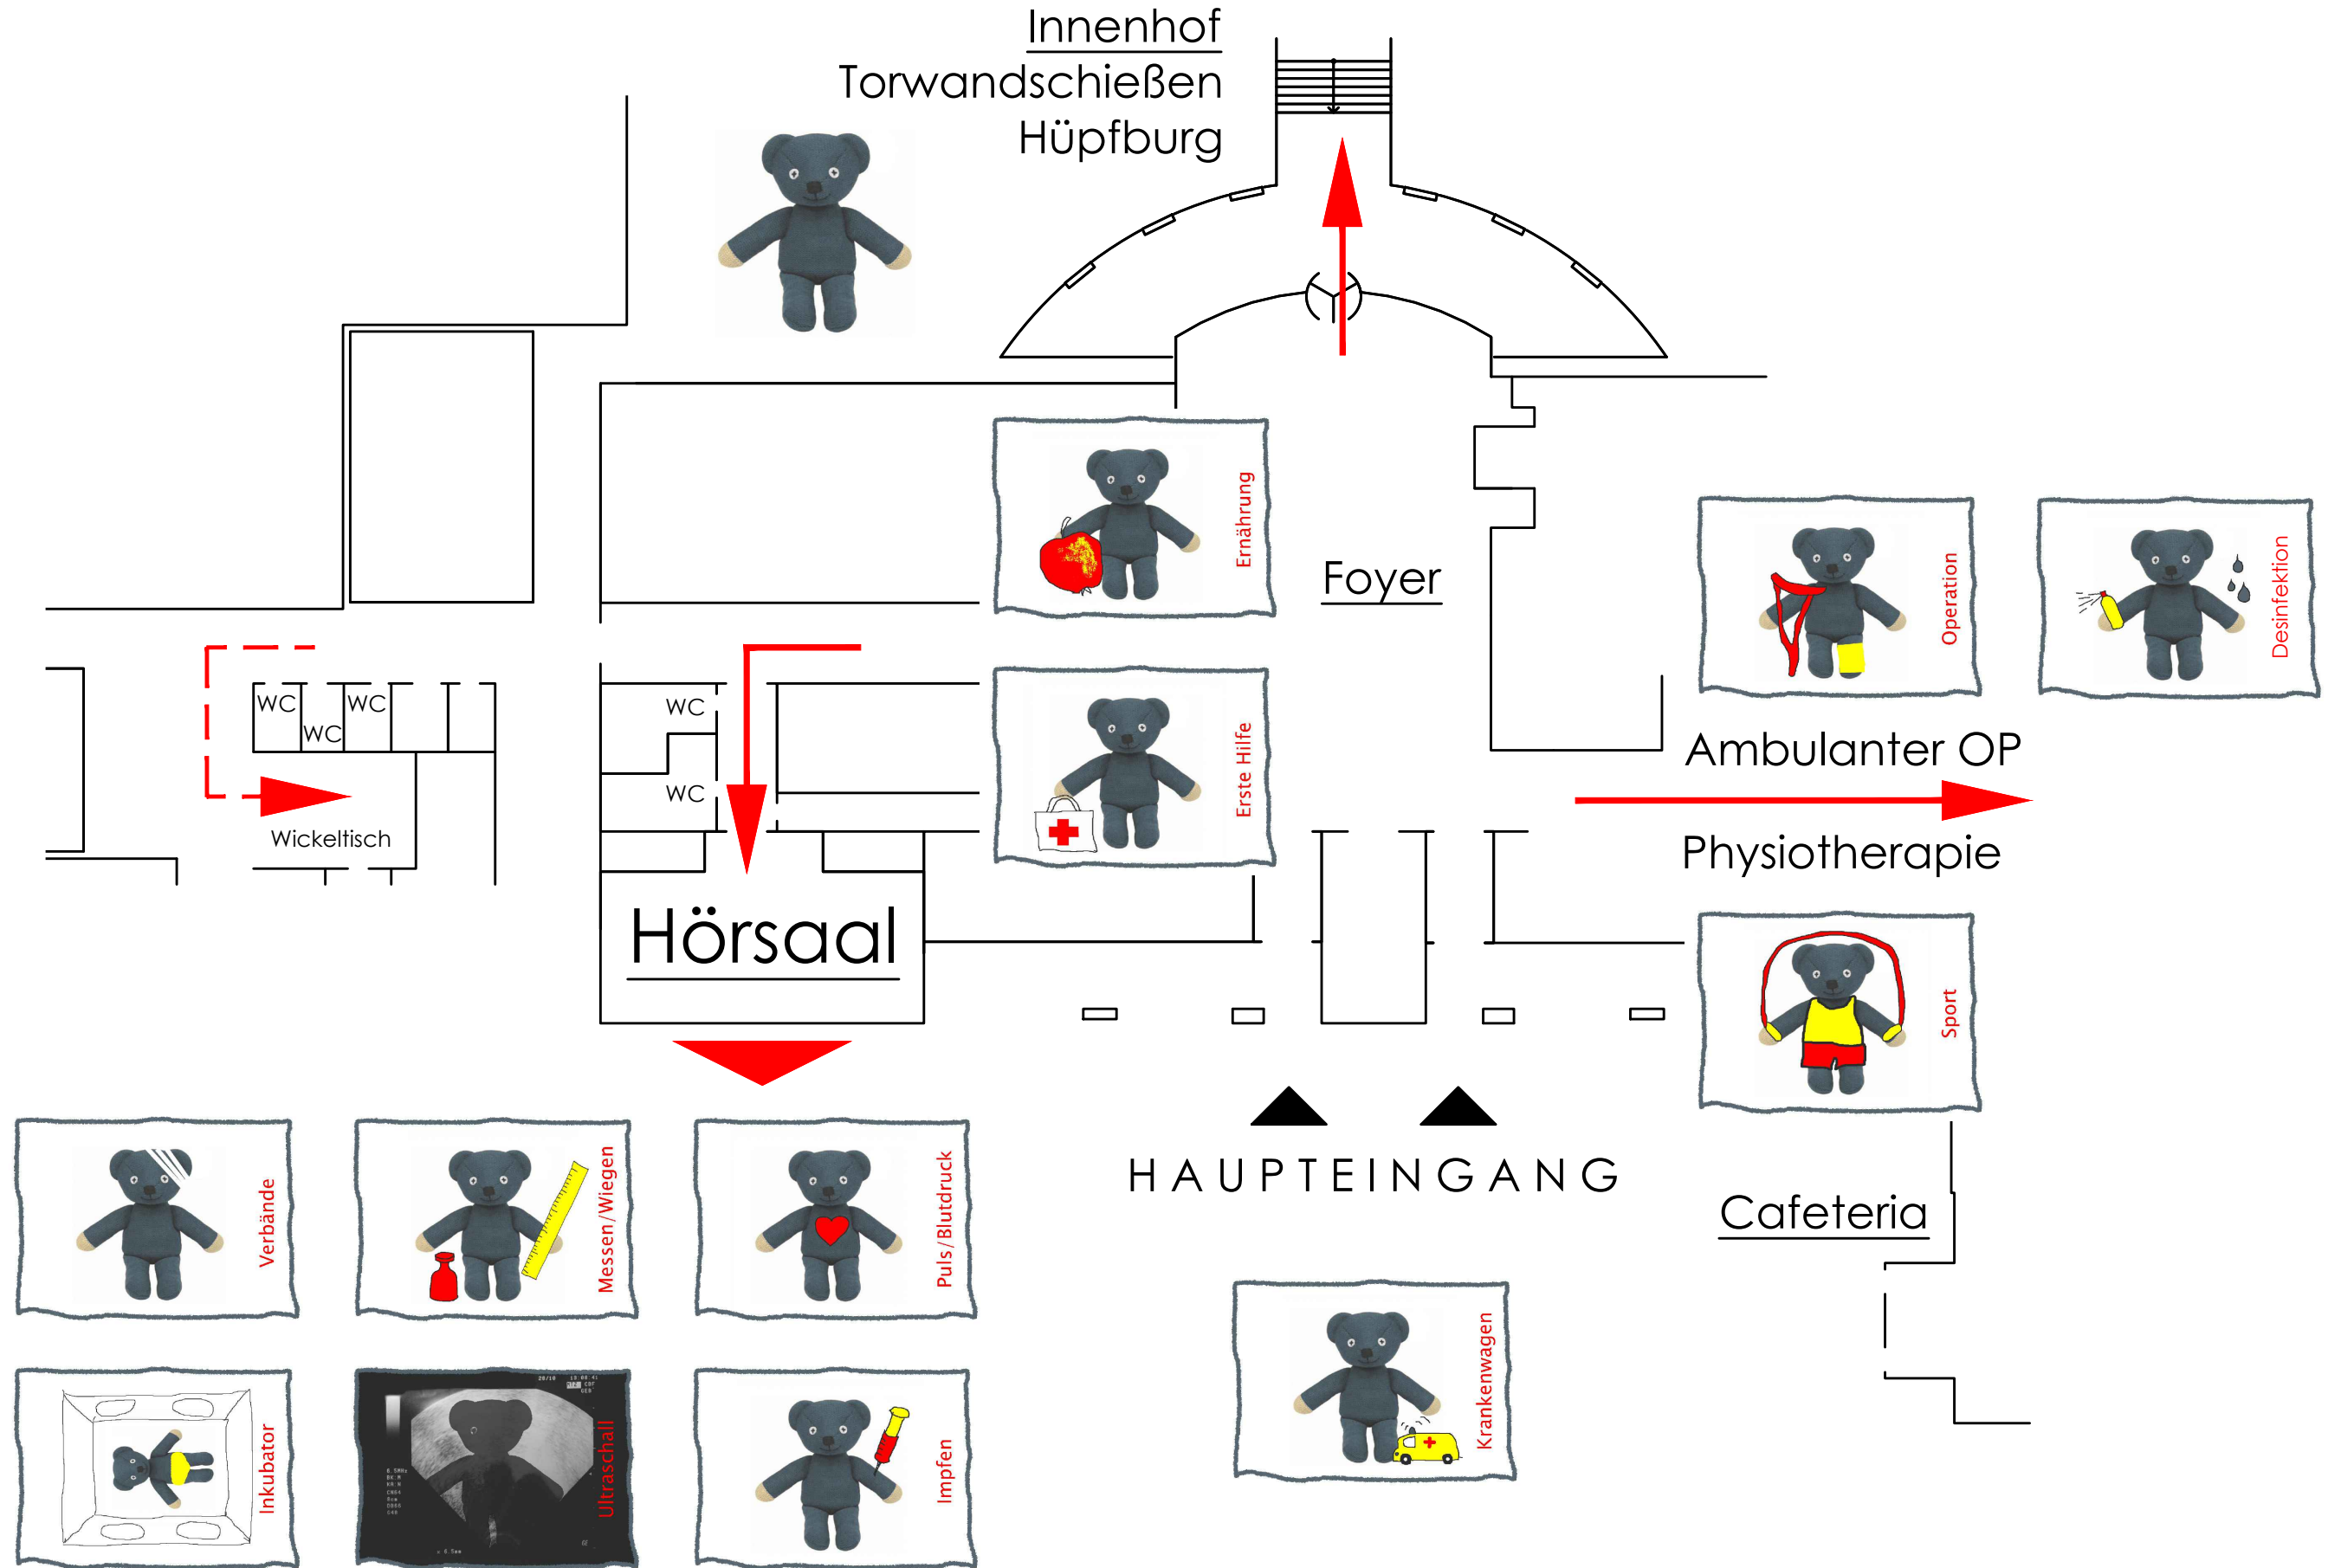 Innenhof
Torwandschießen
Hüpfburg
Ernährung
Foyer
Operation
Desinfektion
WC
WC
WC
WC
WC
Wickeltisch
Erste Hilfe
Ambulanter OP
Physiotherapie
Hörsaal
Sport
HAUPTEINGANG
Cafeteria
Verbände
Messen/Wiegen
Puls/Blutdruck
Krankenwagen
Inkubator
Ultraschall
Impfen